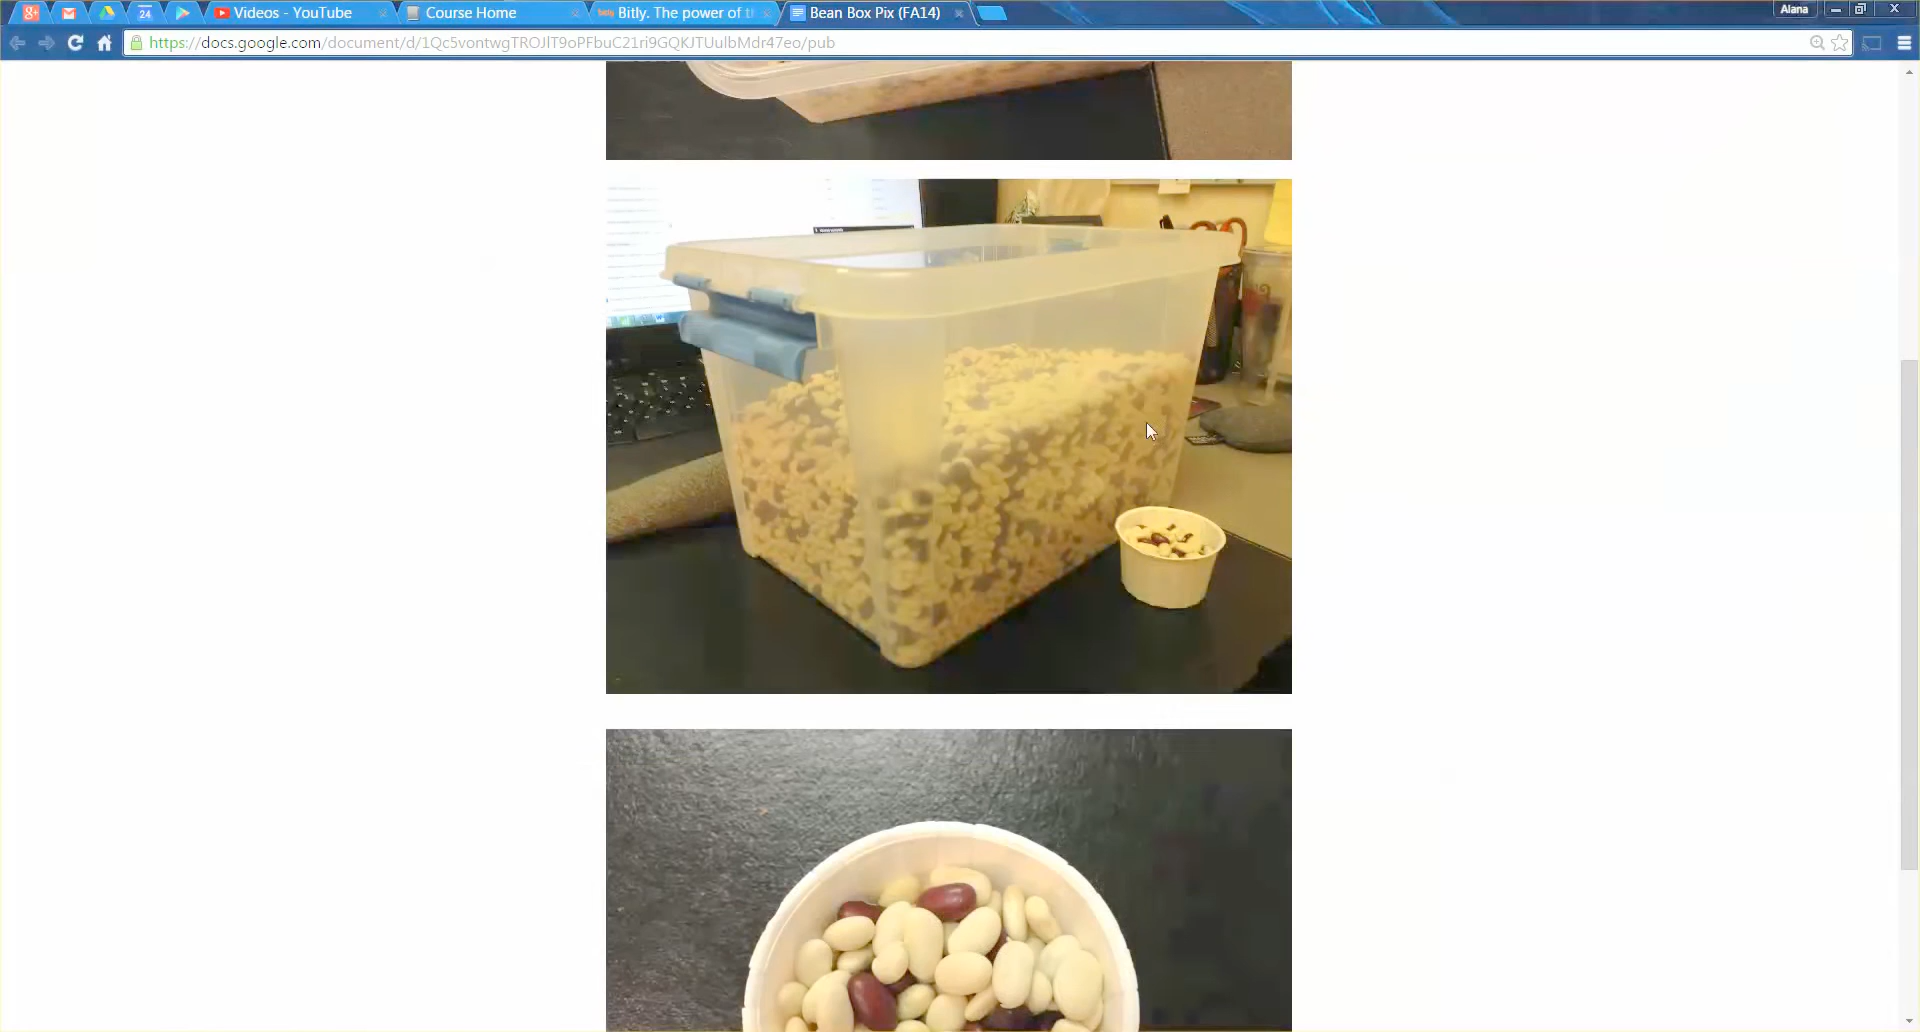 24
Videos - YouTube
Course Home
Bitly. The power of t
Bean Box Pix (FA14)
Alana
https://docs.google.com/document/d/1Qc5vontwgTROJlT9oPFbuC21ri9GQKJTUulbMdr47eo/pub